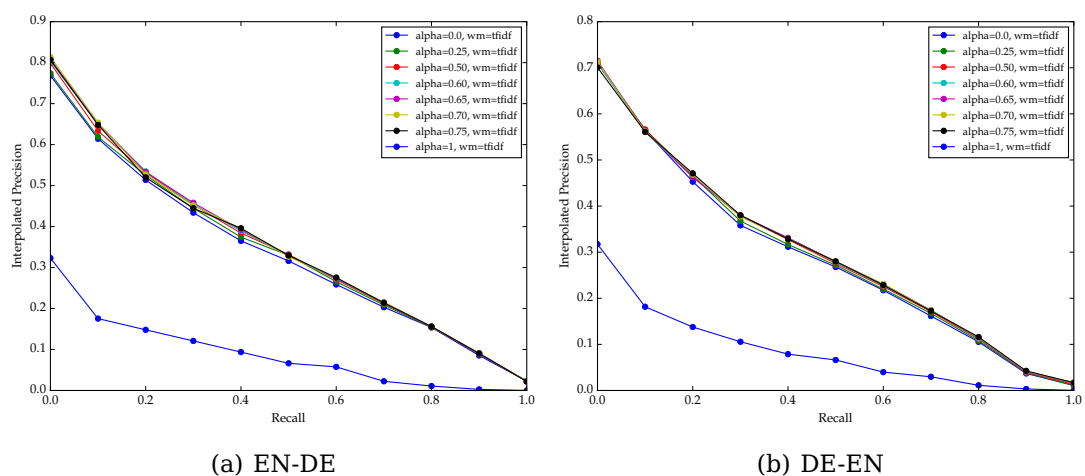 0.9
0.8
0.7
0.6
0.5
0.4
0.3
0.2
0.1
0.0
Interpolated Precision
0.0 0.2 0.4 0.6 0.8 1.0
Recall
alpha=0.0, wm=tfidf
alpha=0.25, wm=tfidf
alpha=0.50, wm=tfidf
alpha=0.60, wm=tfidf
alpha=0.65, wm=tfidf
alpha=0.70, wm=tfidf
alpha=0.75, wm=tfidf
alpha=1, wm=tfidf
(a) EN-DE
0.8
0.7
0.6
0.5
0.4
0.3
0.2
0.1
0.0
Interpolated Precision
0.0 0.2 0.4 0.6 0.8 1.0
Recall
alpha=0.0, wm=tfidf
alpha=0.25, wm=tfidf
alpha=0.50, wm=tfidf
alpha=0.60, wm=tfidf
alpha=0.65, wm=tfidf
alpha=0.70, wm=tfidf
alpha=0.75, wm=tfidf
alpha=1, wm=tfidf
(b) DE-EN